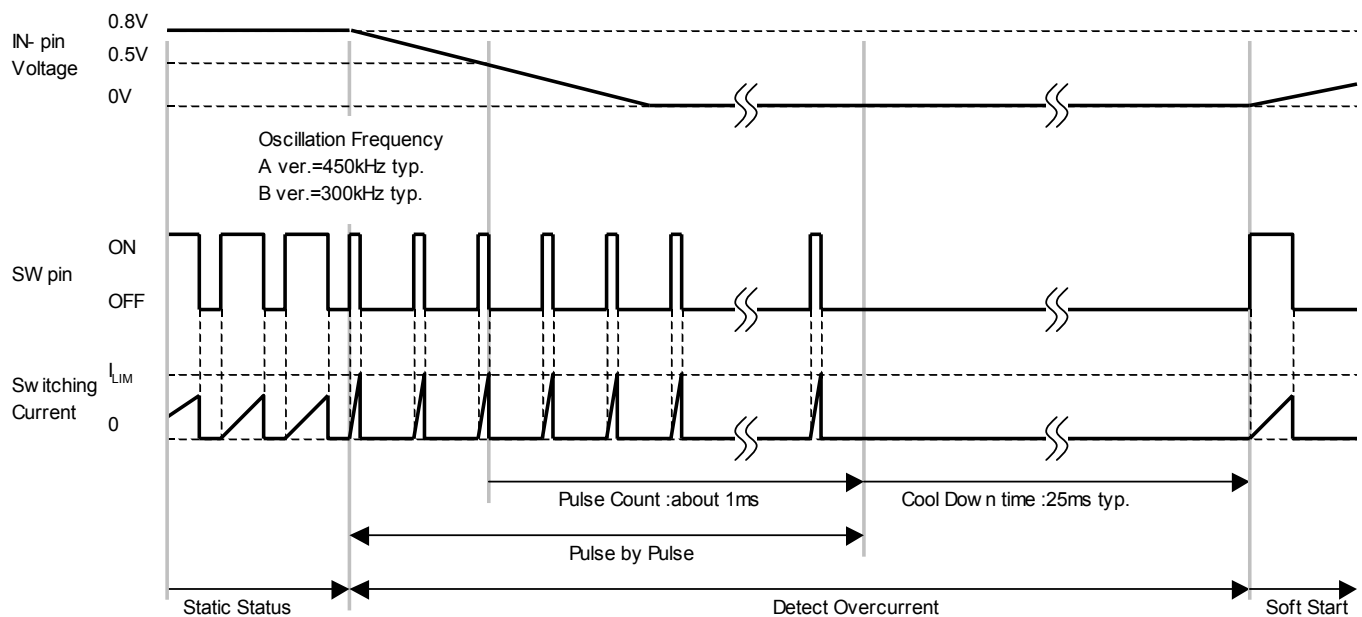 0.8V
IN- pin
Voltage
0.5V
0V
Oscillation Frequency
A ver.=450kHz typ.
B ver.=300kHz typ.
ON
SW pin
OFF
ILIM
Switching
Current
0
Pulse Count :about 1ms
Cool Down time :25ms typ.
Pulse by Pulse
Static Status
Detect Overcurrent
Soft Start